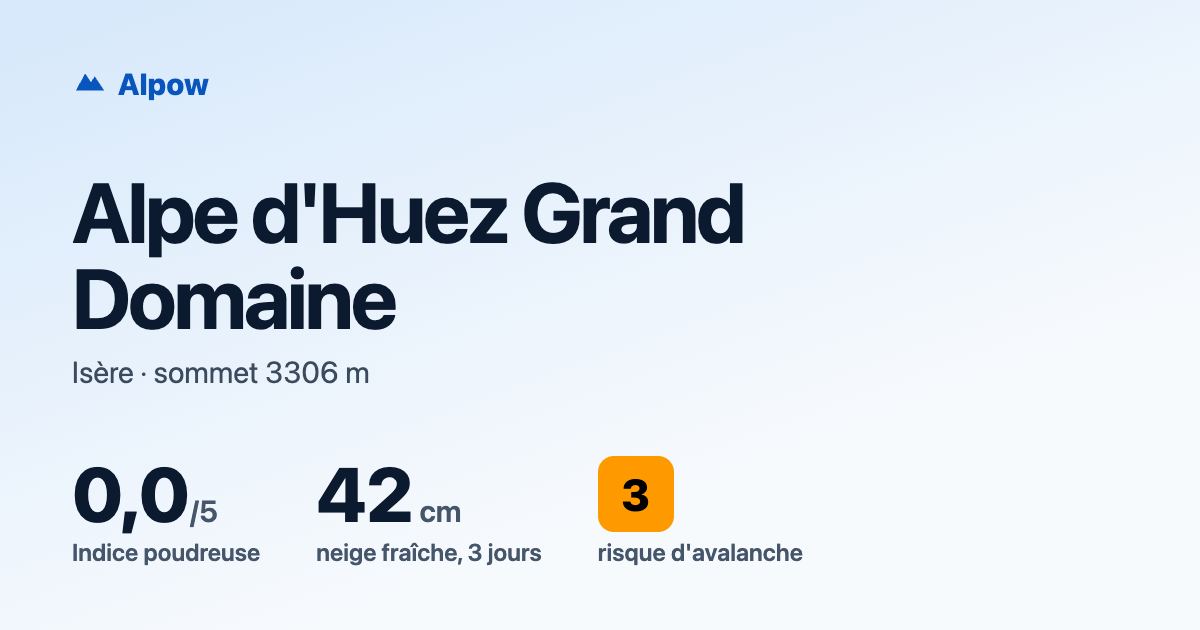 Alpow
Alpe d'Huez Grand
Domaine
Isère · sommet 3306 m
0,0/5
42 cm
3
Indice poudreuse
neige fraîche, 3 jours
risque d'avalanche